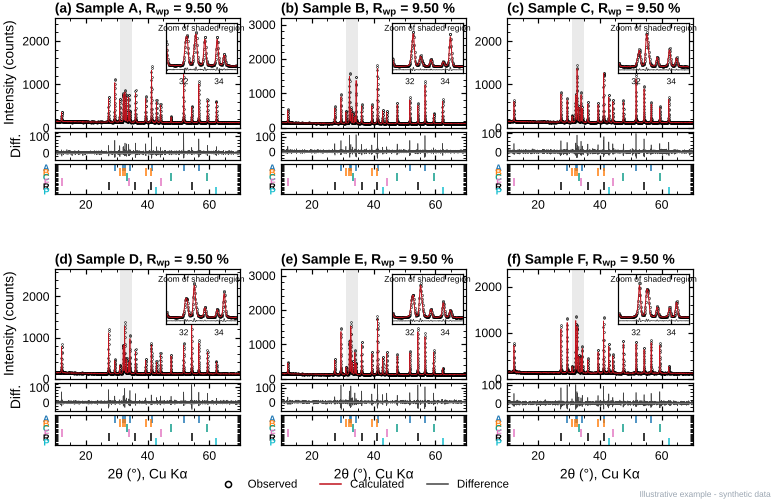 (a) Sample A, Rwp = 9.50 %
(b) Sample B, Rwp = 9.50 %
(c) Sample C, Rwp = 9.50 %
Zoom of shaded region
Zoom of shaded region
Zoom of shaded region
Intensity (counts)
2000
1000
0
3000
2000
1000
0
2000
1000
0
32 34
32 34
32 34
Diff.
100
0
100
0
100
0
A
C
R
P
A
C
R
P
A
C
R
P
20 40 60
20 40 60
20 40 60
(d) Sample D, Rwp = 9.50 %
(e) Sample E, Rwp = 9.50 %
(f) Sample F, Rwp = 9.50 %
Zoom of shaded region
Zoom of shaded region
Zoom of shaded region
Intensity (counts)
2000
1000
0
3000
2000
1000
0
2000
1000
0
32 34
32 34
32 34
Diff.
100
0
100
0
100
0
A
C
R
P
A
C
R
P
A
C
R
P
20 40 60
20 40 60
20 40 60
2θ (°), Cu Kα
2θ (°), Cu Kα
2θ (°), Cu Kα
Observed Calculated Difference
Illustrative example - synthetic data